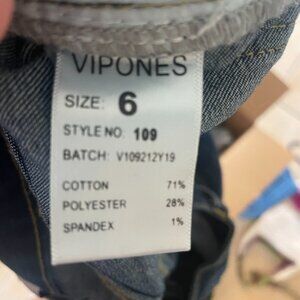 VIPONES
SIZE: 6
STYLE NO. 109
BATCH: V109212Y19
COTTON 71%
POLYESTER 28%
SPANDEX 1%